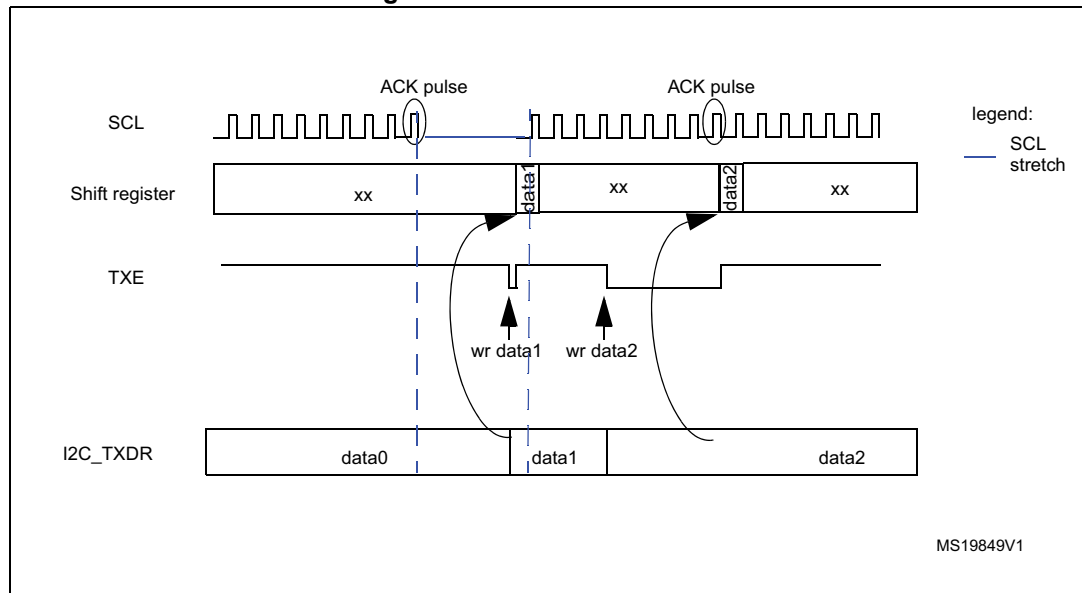 ACK pulse
ACK pulse
legend:
SCL
SCL
stretch
data1
data2
Shift register
xx
xx
xx
TXE
wr data1
wr data2
I2C_TXDR
data0
data1
data2
MS19849V1